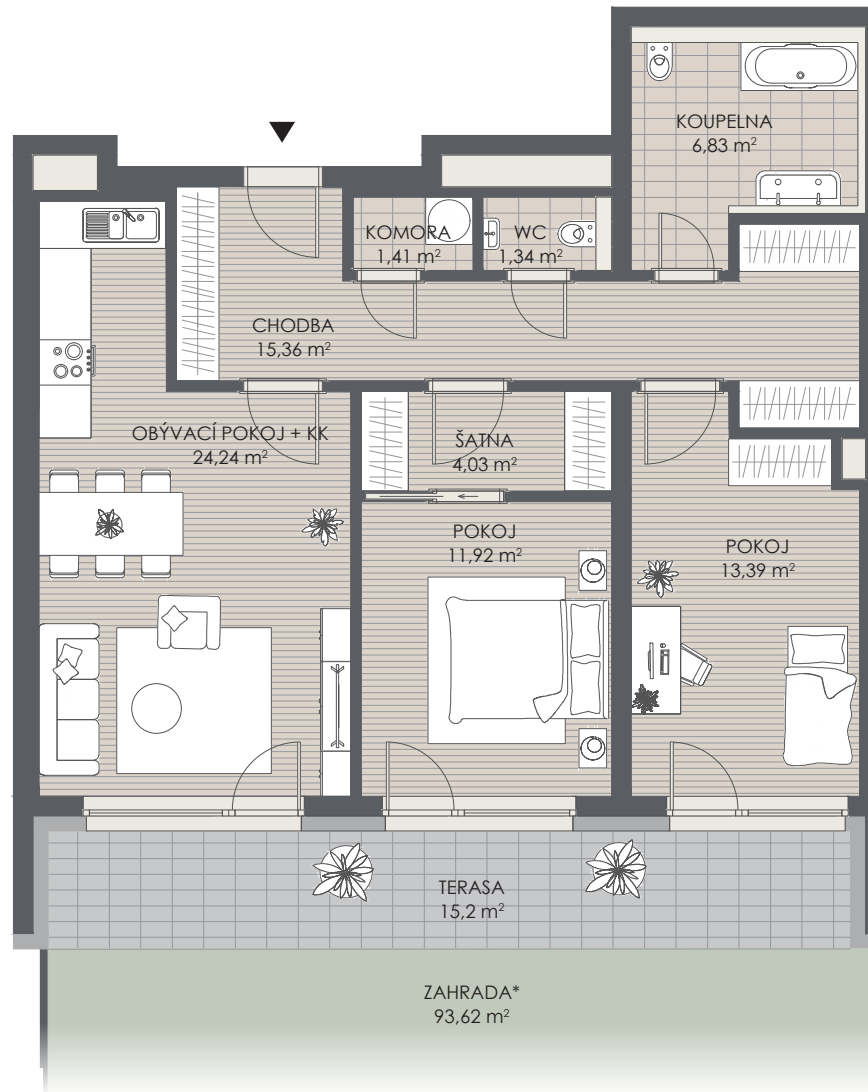 KOUPELNA
6,83 m²
KOMORA
1,41 m²
WC
1,34 m²
CHODBA
15,36 m²
OBÝVACÍ POKOJ + KK
24,24 m²
ŠATNA
4,03 m²
POKOJ
11,92 m²
POKOJ
13,39 m²
TERASA
15,2 m²
ZAHRADA*
93,62 m²